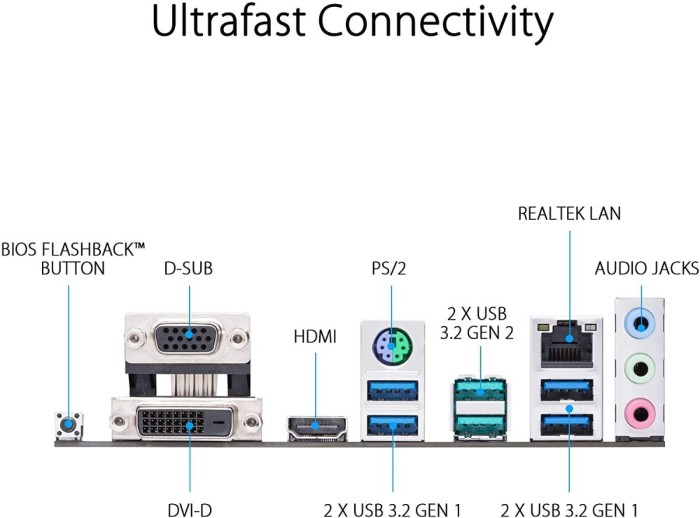 Ultrafast Connectivity
REALTEK LAN
BIOS FLASHBACK™
BUTTON
D-SUB
PS/2
AUDIO JACKS
2 X USB
3.2 GEN 2
HDMI
DVI-D
2 X USB 3.2 GEN 1
2 X USB 3.2 GEN 1